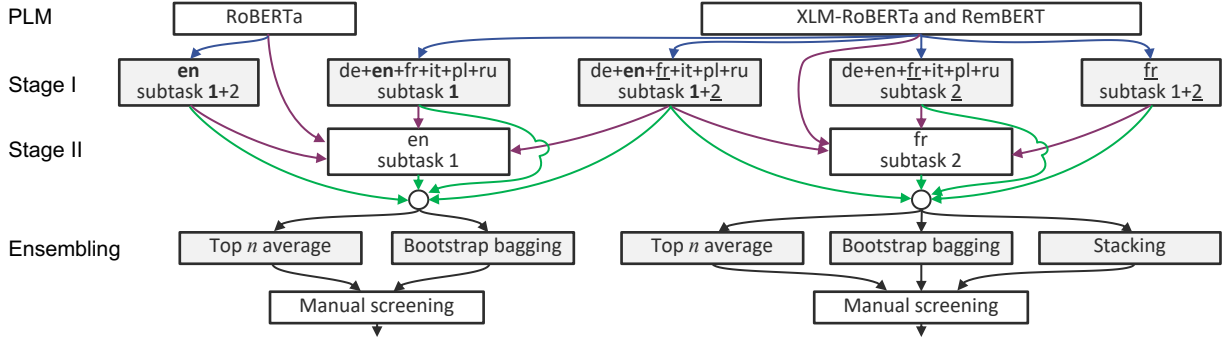 PLM
RoBERTa
XLM-RoBERTa and RemBERT
Stage I
en
subtask 1+2
de+en+fr+it+pl+ru
subtask 1
de+en+fr+it+pl+ru
subtask 1+2
de+en+fr+it+pl+ru
subtask 2
fr
subtask 1+2
Stage II
en
subtask 1
fr
subtask 2
Ensembling
Top n average
Bootstrap bagging
Top n average
Bootstrap bagging
Stacking
Manual screening
Manual screening